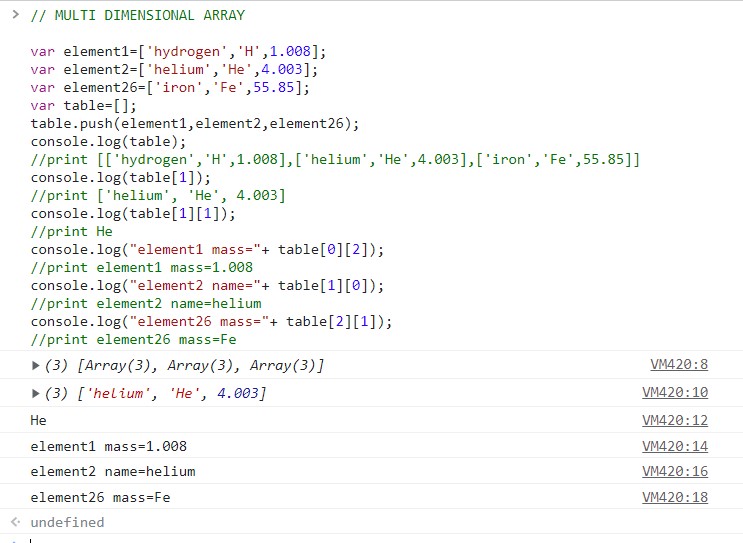 // MULTI DIMENSIONAL ARRAY
var element1=['hydrogen','H',1.008];
var element2=['helium','He',4.003];
var element26=['iron','Fe',55.85];
var table=[];
table.push(element1,element2,element26);
console.log(table);
//print [['hydrogen','H',1.008],['helium','He',4.003],['iron','Fe',55.85]]
console.log(table[1]);
//print ['helium', 'He', 4.003]
console.log(table[1][1]);
//print He
console.log("element1 mass="+ table[0][2]);
//print element1 mass=1.008
console.log("element2 name="+ table[1][0]);
//print element2 name=helium
console.log("element26 mass="+ table[2][1]);
//print element26 mass=Fe
(3) [Array(3), Array(3), Array(3)] VM420:8
(3) ['helium', 'He', 4.003] VM420:10
He VM420:12
element1 mass=1.008 VM420:14
element2 name=helium VM420:16
element26 mass=Fe VM420:18
undefined